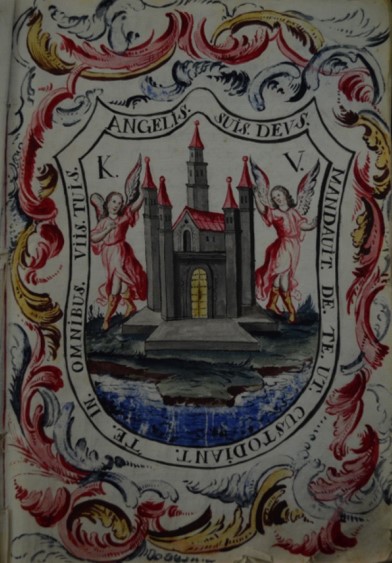 ANGELIS. SUIS. DEUS.
MANDAUIT. DE. TE. UT.
CUSTODIANT.
TE. IN. OMNIBUS. VIIS. TUIS.
K. V.